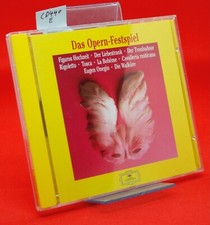 CD449
E
Das Opern-Festspiel
Figaros Hochzeit · Der Liebestrank · Der Troubadour
Rigoletto · Tosca · La Bohème · Cavalleria rusticana
Eugen Onegin · Die Walküre